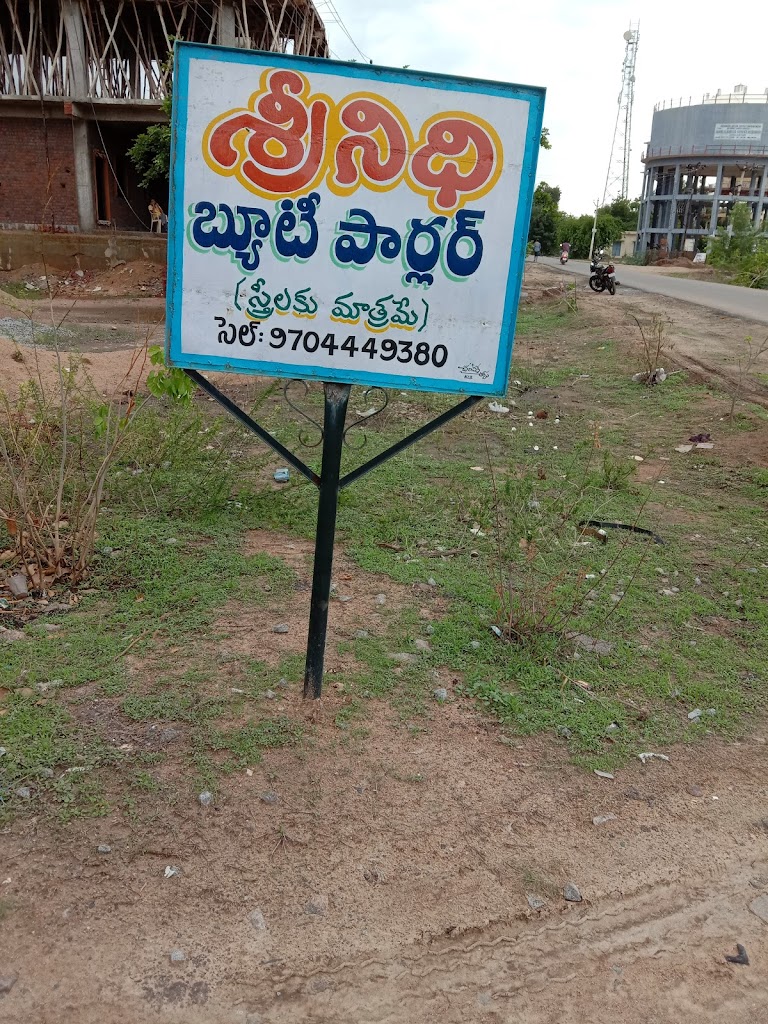 శ్రీనిధి
బ్యూటీ పార్లర్
(స్త్రీలకు మాత్రమే)
సెల్: 9704449380